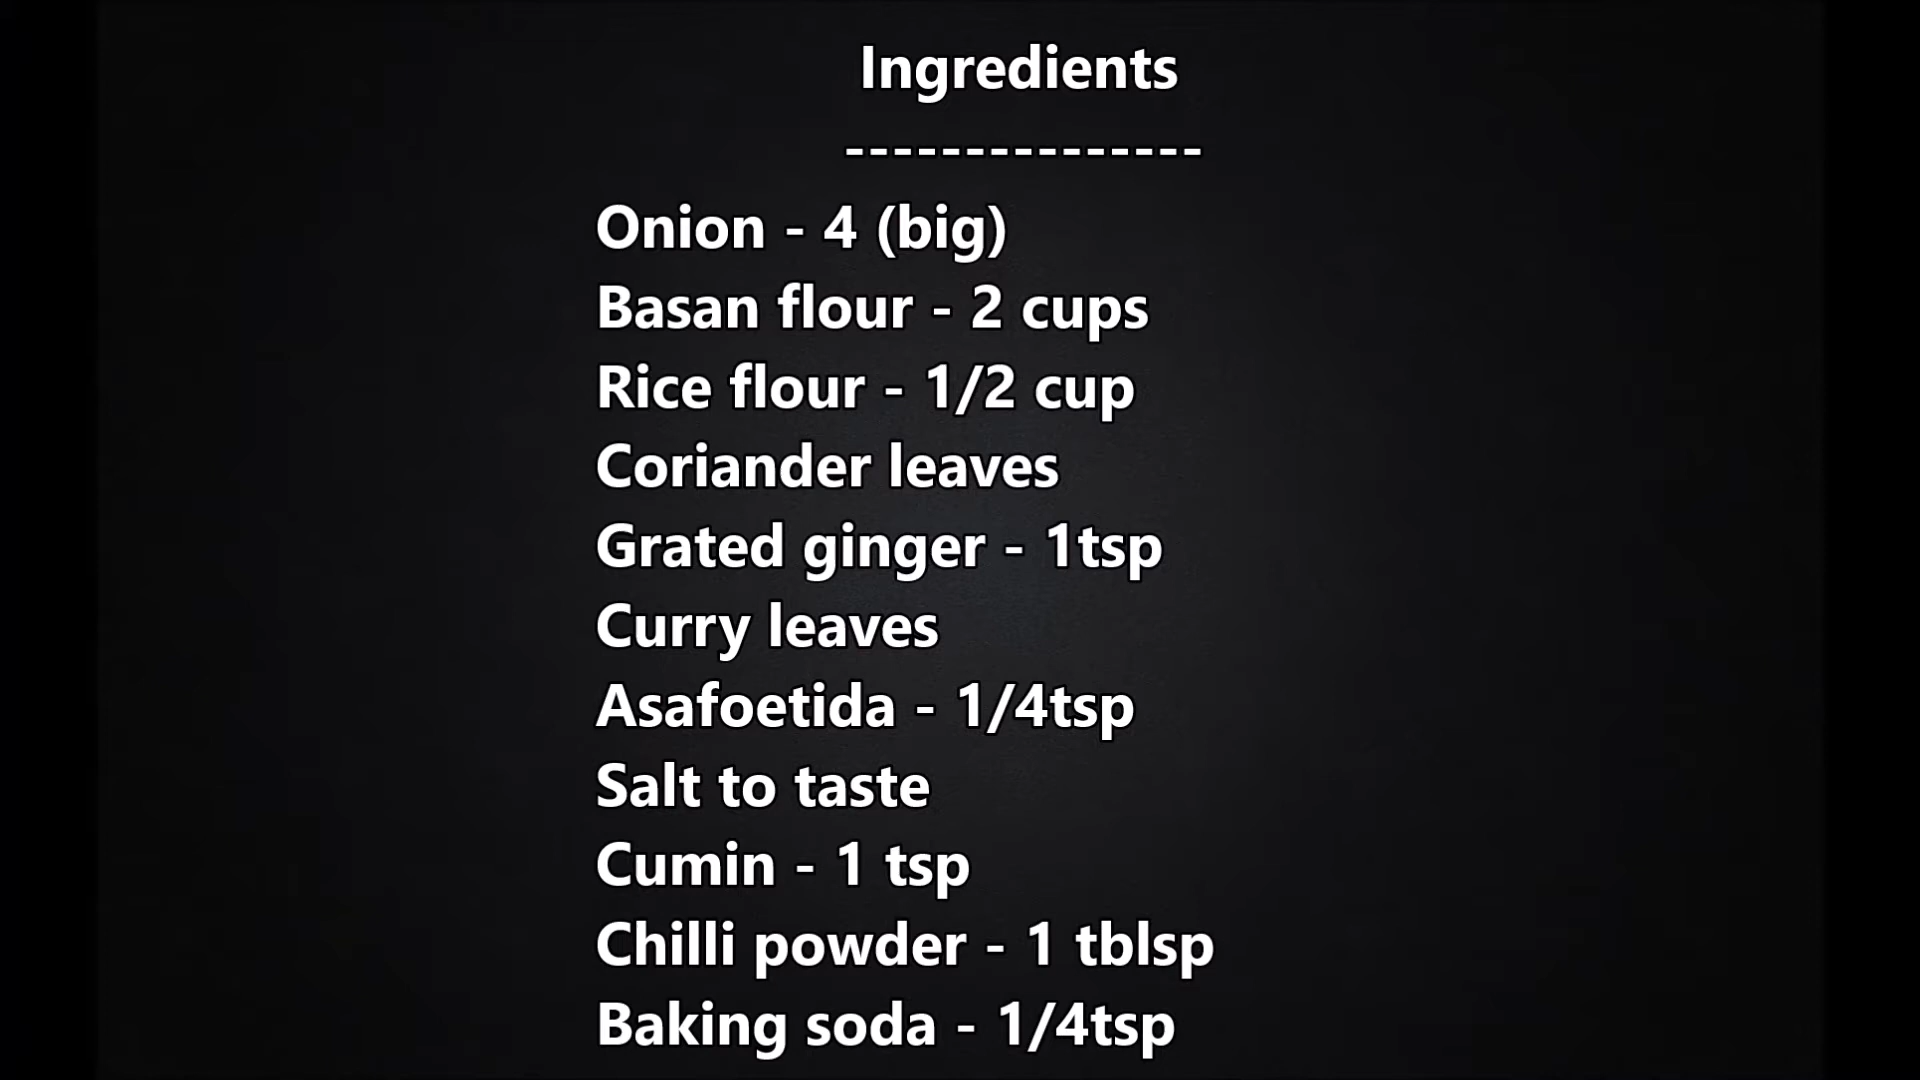 Ingredients
---------------
Onion - 4 (big)
Basan flour - 2 cups
Rice flour - 1/2 cup
Coriander leaves
Grated ginger - 1tsp
Curry leaves
Asafoetida - 1/4tsp
Salt to taste
Cumin - 1 tsp
Chilli powder - 1 tblsp
Baking soda - 1/4tsp